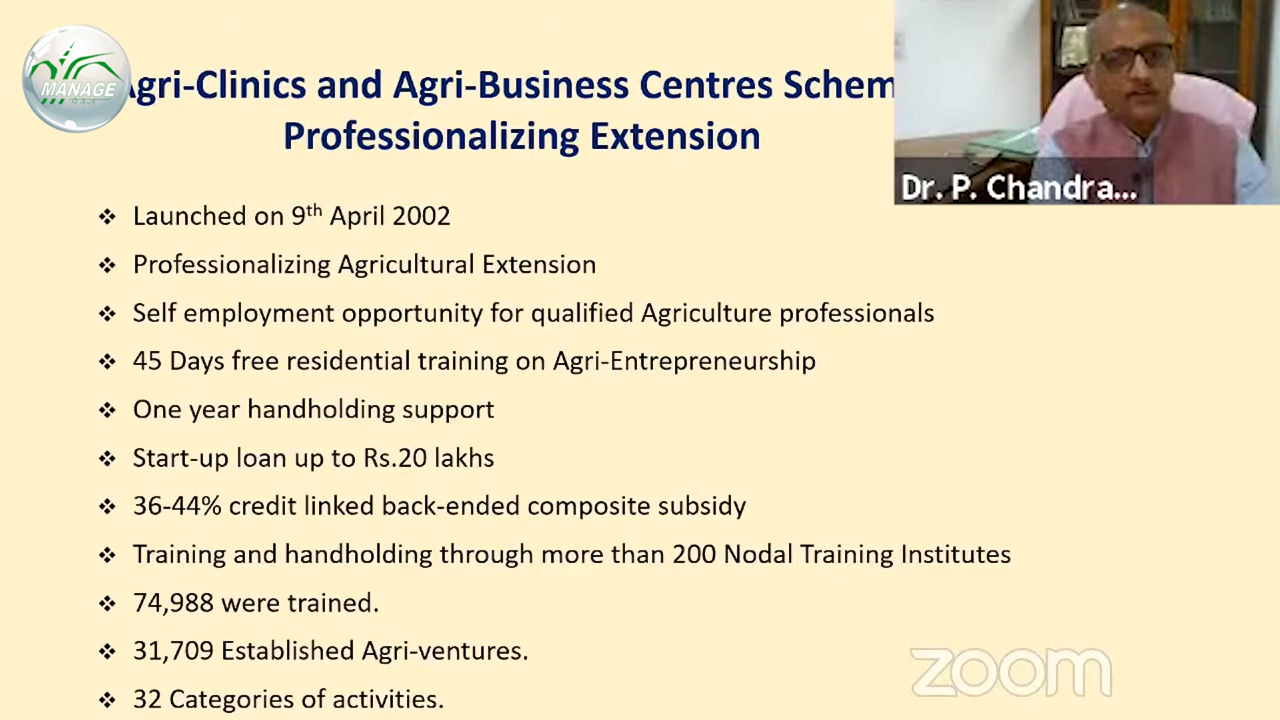 MANAGE
मैनेज
Agri-Clinics and Agri-Business Centres Schem
Professionalizing Extension
Dr. P. Chandra...
❖ Launched on 9th April 2002
❖ Professionalizing Agricultural Extension
❖ Self employment opportunity for qualified Agriculture professionals
❖ 45 Days free residential training on Agri-Entrepreneurship
❖ One year handholding support
❖ Start-up loan up to Rs.20 lakhs
❖ 36-44% credit linked back-ended composite subsidy
❖ Training and handholding through more than 200 Nodal Training Institutes
❖ 74,988 were trained.
❖ 31,709 Established Agri-ventures.
❖ 32 Categories of activities.
zoom